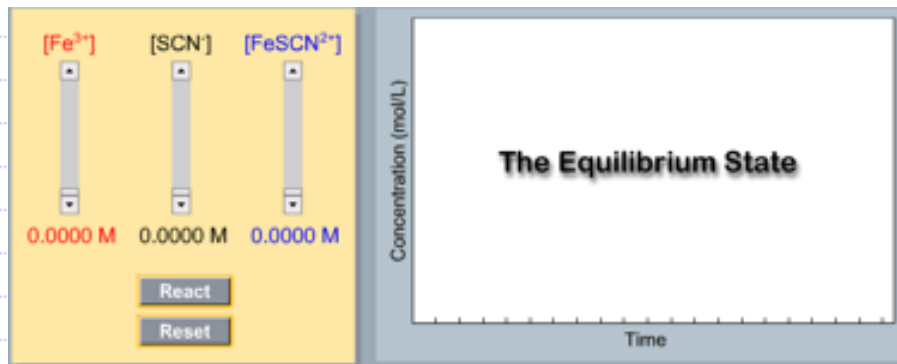 [Fe³⁺] [SCN⁻] [FeSCN²⁺]
0.0000 M 0.0000 M 0.0000 M
React
Reset
Concentration (mol/L)
The Equilibrium State
Time